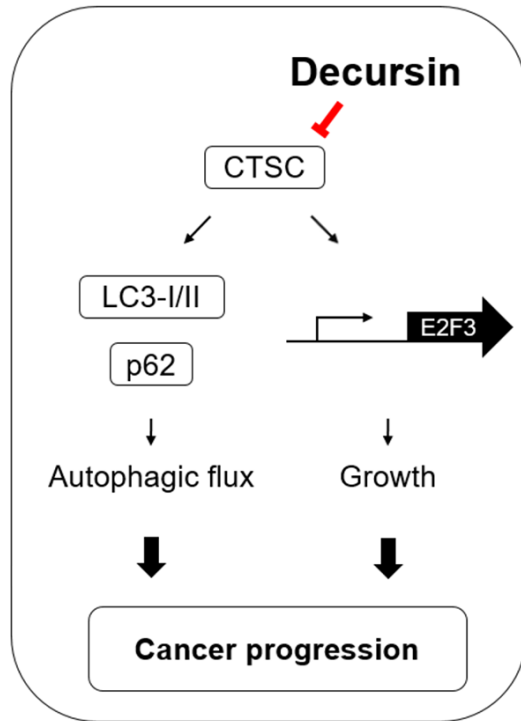 Decursin
CTSC
LC3-I/II
E2F3
p62
Autophagic flux
Growth
Cancer progression